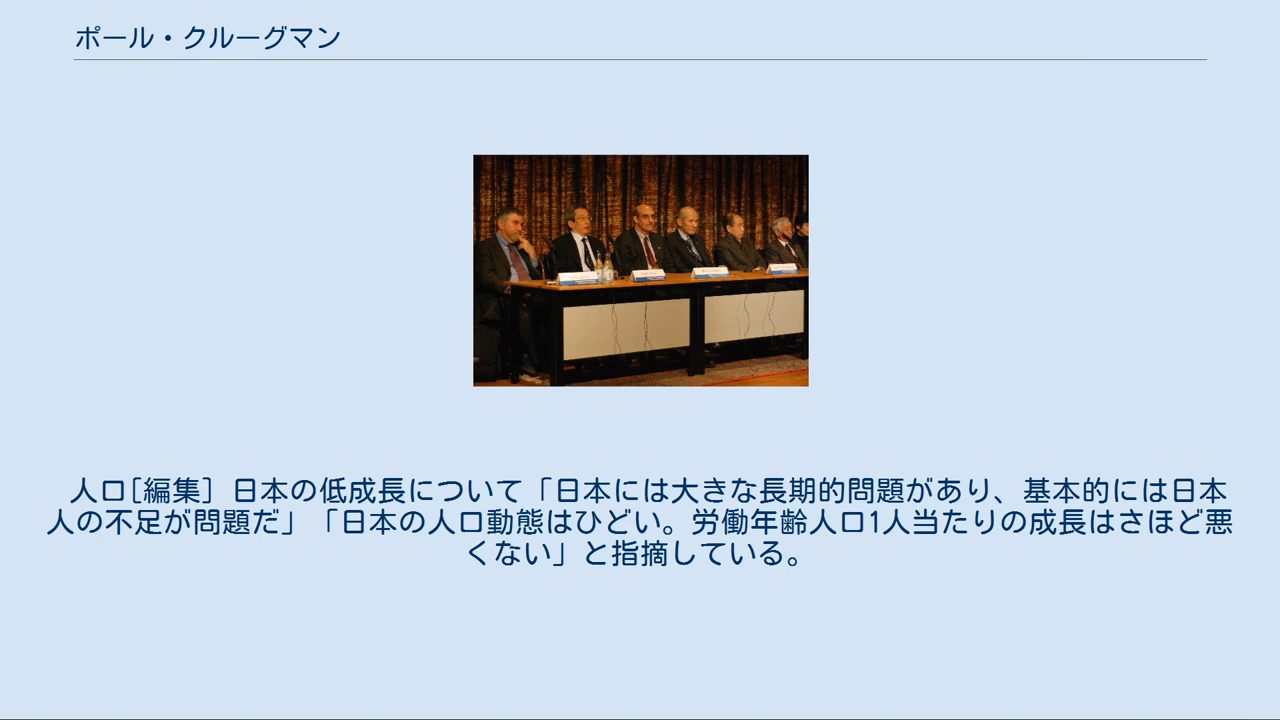 ポール・クルーグマン
人口[編集] 日本の低成長について「日本には大きな長期的問題があり、基本的には日本
人の不足が問題だ」「日本の人口動態はひどい。労働年齢人口1人当たりの成長はさほど悪
くない」と指摘している。